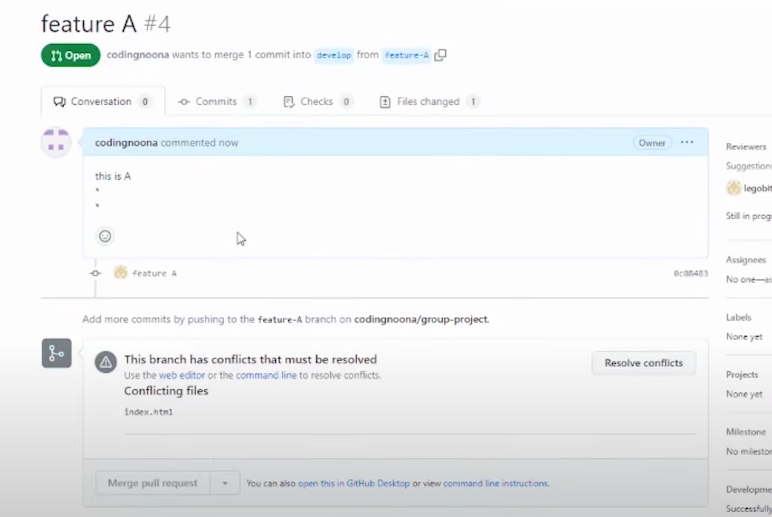 feature A #4
Open codingnoona wants to merge 1 commit into develop from feature-A
Conversation 0 Commits 1 Checks 0 Files changed 1
codingnoona commented now Owner
this is A
*
*
feature A 0c08483
Add more commits by pushing to the feature-A branch on codingnoona/group-project.
This branch has conflicts that must be resolved
Use the web editor or the command line to resolve conflicts.
Resolve conflicts
Conflicting files
index.html
Merge pull request You can also open this in GitHub Desktop or view command line instructions.
Reviewers
Suggestion
legobit
Still in prog
Assignees
No one—as
Labels
None yet
Projects
None yet
Milestone
No mileston
Developme
Successfully